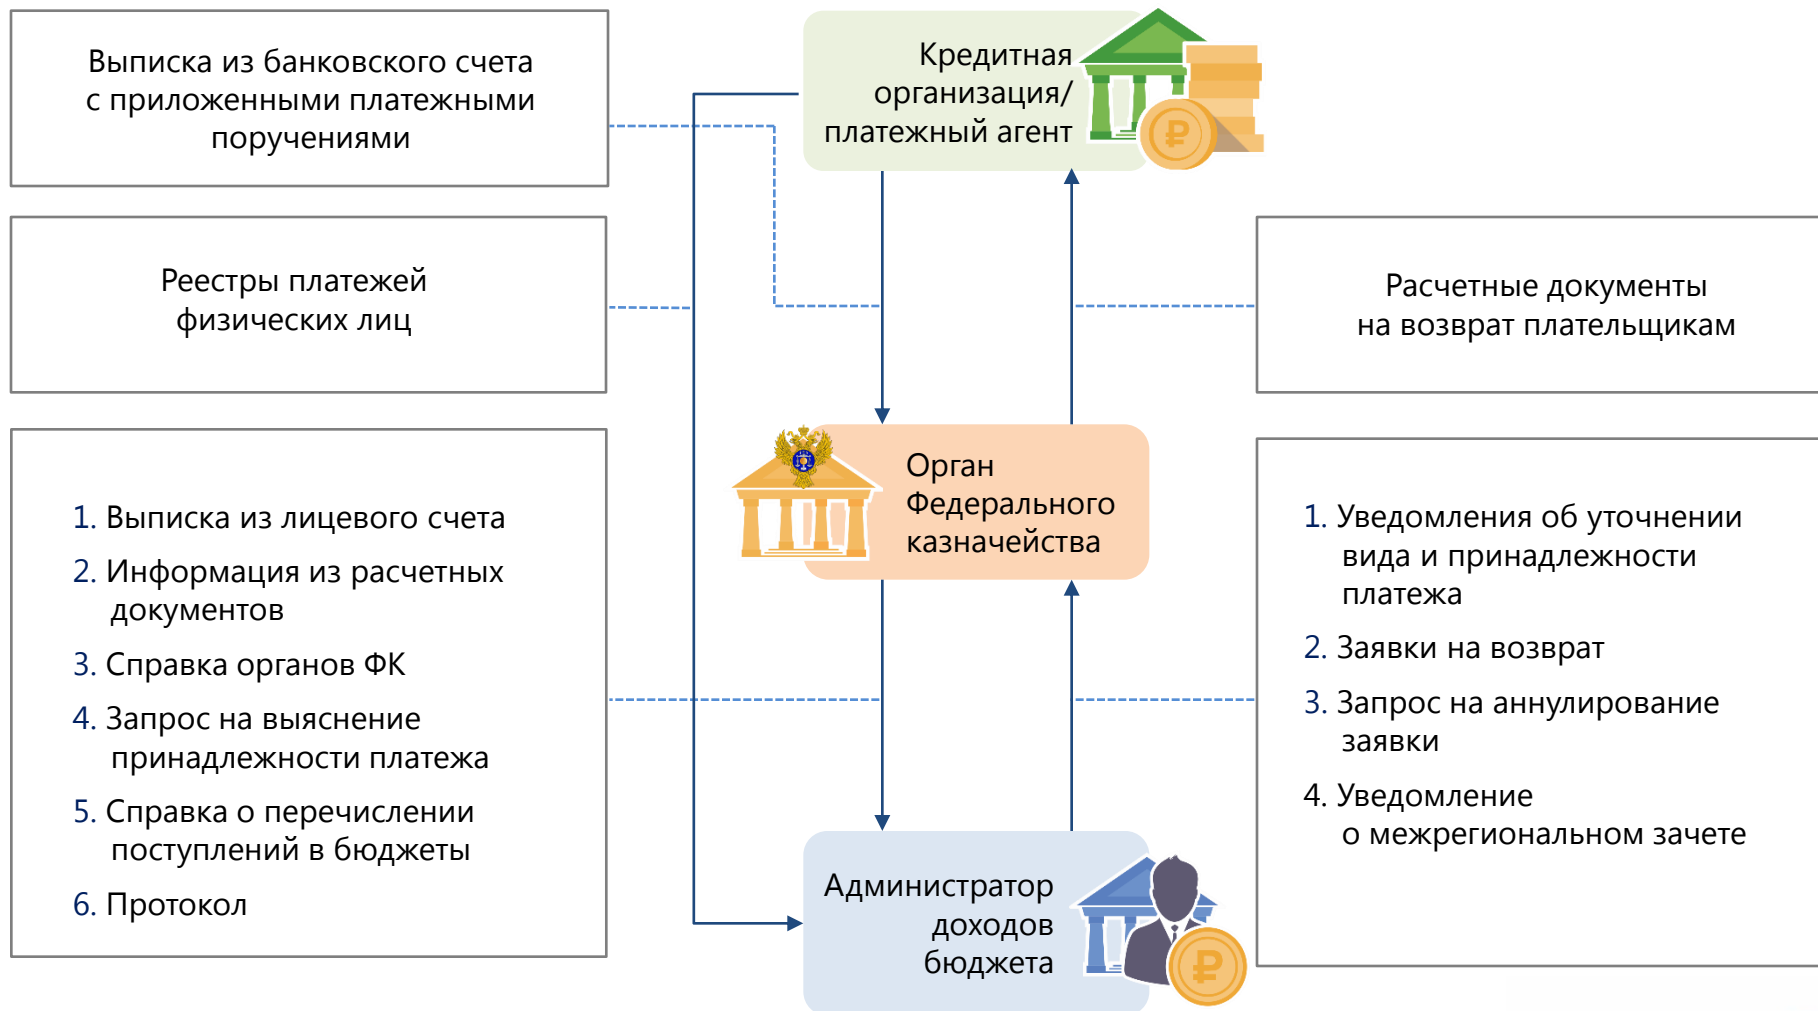 Выписка из банковского счета
с приложенными платежными
поручениями
Кредитная
организация/
платежный агент
Реестры платежей
физических лиц
Расчетные документы
на возврат плательщикам
Орган
Федерального
казначейства
1. Выписка из лицевого счета
2. Информация из расчетных
документов
3. Справка органов ФК
4. Запрос на выяснение
принадлежности платежа
5. Справка о перечислении
поступлений в бюджеты
6. Протокол
1. Уведомления об уточнении
вида и принадлежности
платежа
2. Заявки на возврат
3. Запрос на аннулирование
заявки
4. Уведомление
о межрегиональном зачете
Администратор
доходов
бюджета